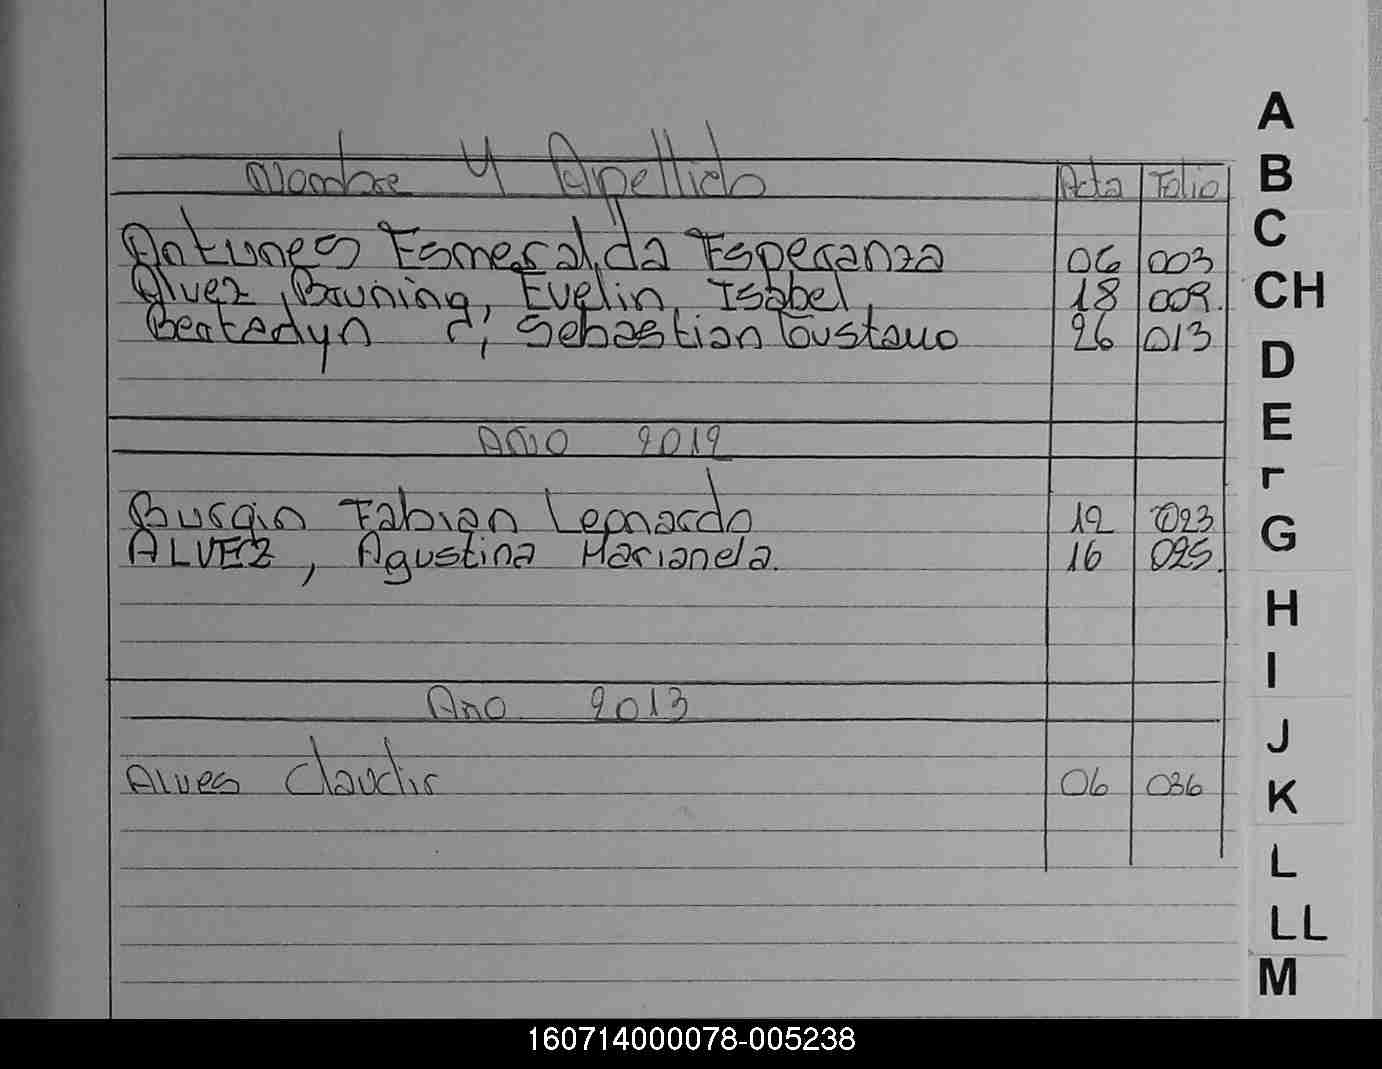 Nombre Y Apellido Acta Folio
Antunes Esmeralda Esperanza 06 003
Alvez, Bruning, Evelin, Isabel, 18 009.
Sebastian Gustavo 26 013
Año 2012
Burgin Fabian Leonardo 12 023
ALVEZ, Agustina Marianela. 16 025.
Año 2013
Alves Claudir 06 036
A
B
C
CH
D
E
F
G
H
I
J
K
L
LL
M
160714000078-005238